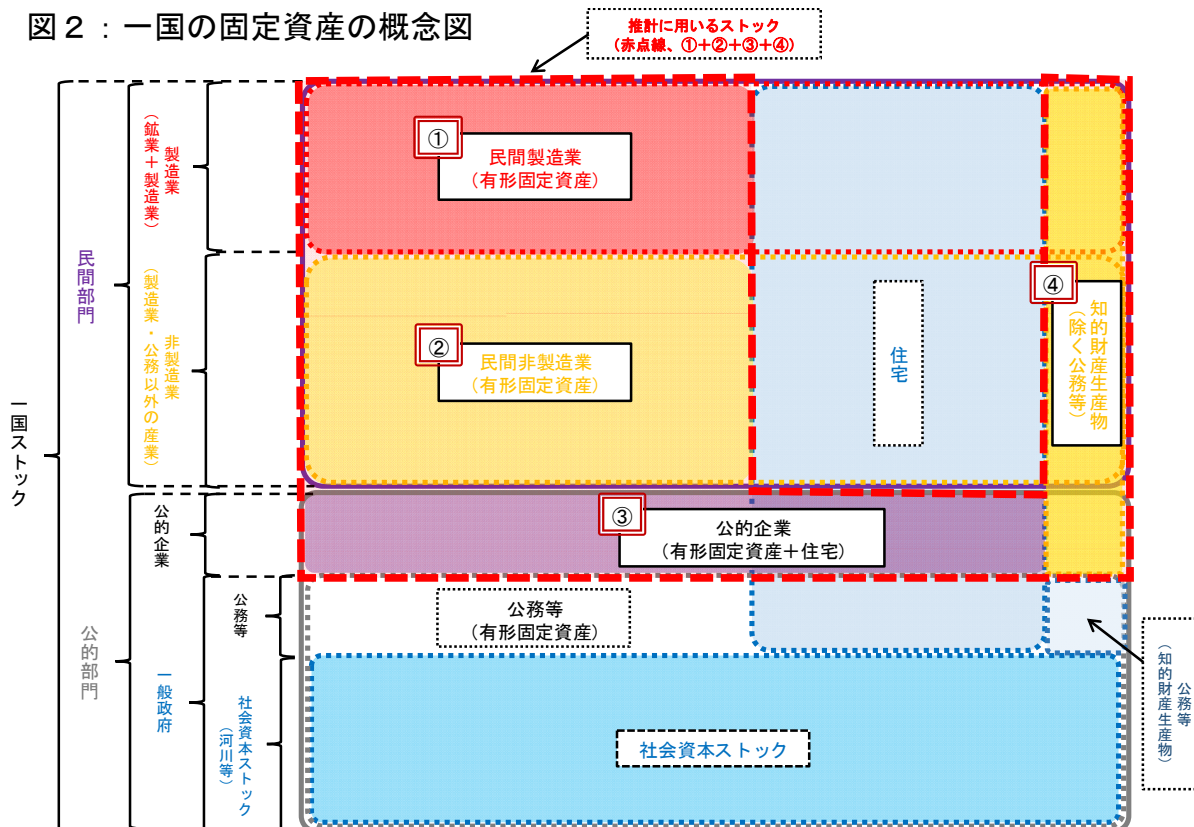 図２：一国の固定資産の概念図
推計に用いるストック
（赤点線、①＋②＋③＋④）
一国ストック
民間部門
製造業
（鉱業＋製造業）
非製造業
（製造業・公務以外の産業）
①
民間製造業
（有形固定資産）
②
民間非製造業
（有形固定資産）
住宅
④
知的財産生産物
（除く公務等）
公的部門
公的企業
③
公的企業
（有形固定資産＋住宅）
一般政府
公務等
公務等
（有形固定資産）
公務等
（知的財産生産物）
社会資本ストック
（河川等）
社会資本ストック